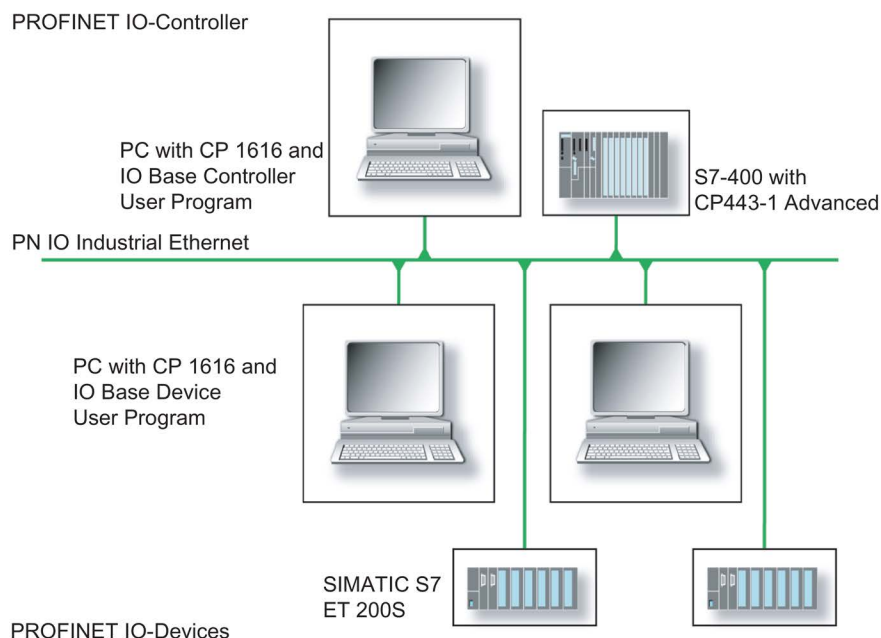 PROFINET IO-Controller
PC with CP 1616 and
IO Base Controller
User Program
S7-400 with
CP443-1 Advanced
PN IO Industrial Ethernet
PC with CP 1616 and
IO Base Device
User Program
SIMATIC S7
ET 200S
PROFINET IO-Devices